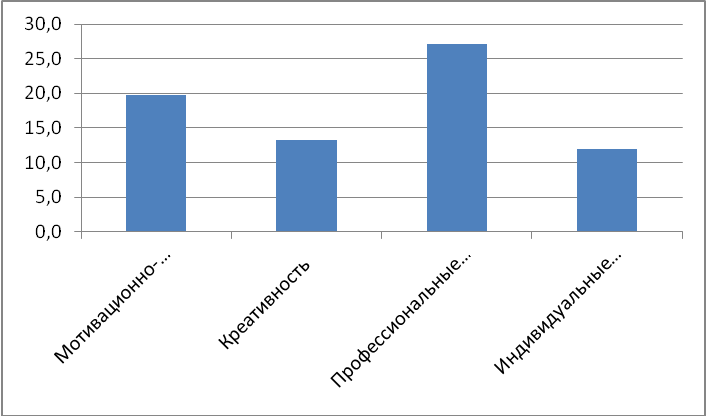 30,0
25,0
20,0
15,0
10,0
5,0
0,0
Мотивационно-...
Креативность
Профессиональные...
Индивидуальные...